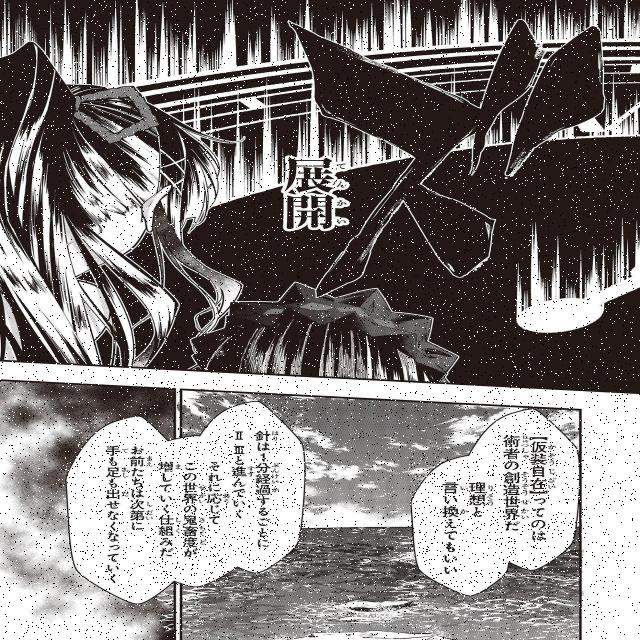 展開
【仮装自在】ってのは
術者の創造世界だ
理想と
言い換えてもいい
針は1分経過するごとに
Ⅱ Ⅲと進んでいく
それに応じて
この世界の鬼畜度が
増していく仕組みだ
お前たちは次第に
手も足も出せなくなっていく